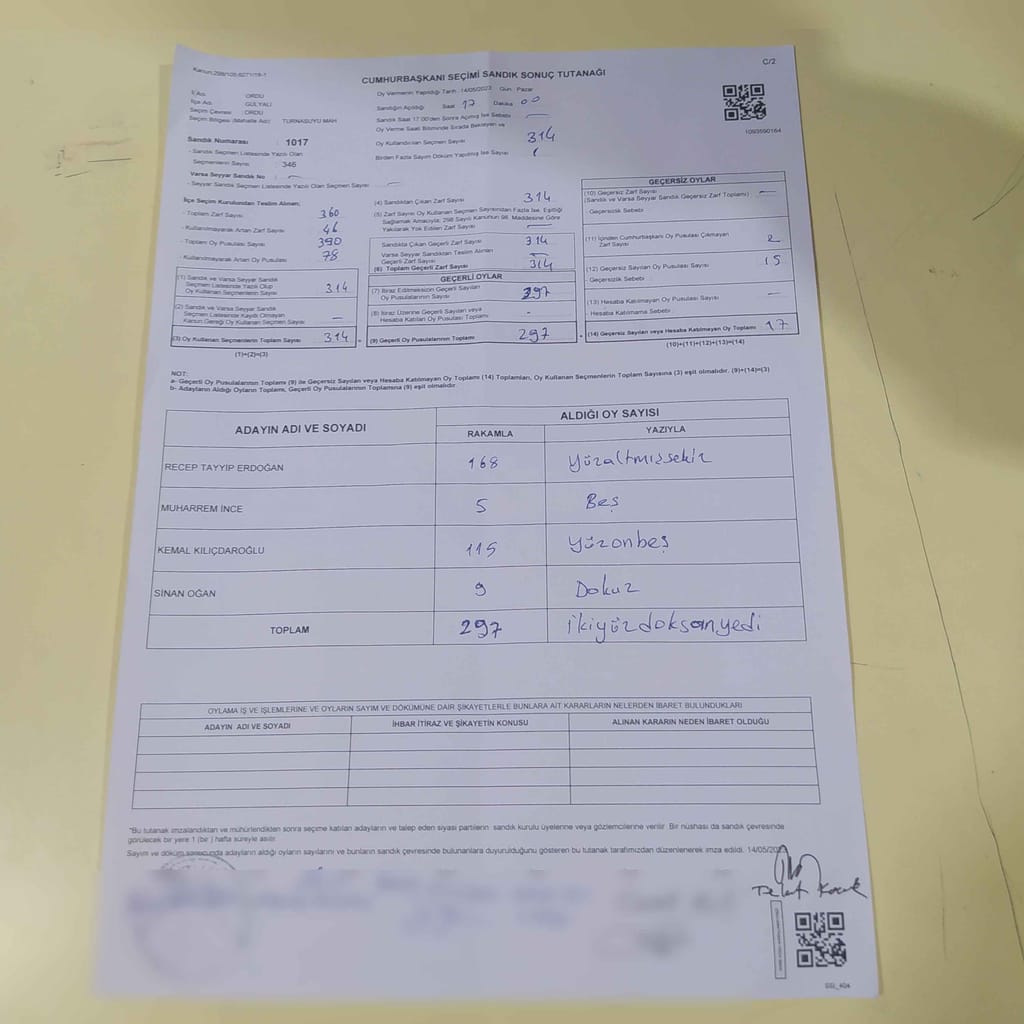 Kanun:298/105-6271/19-1
CUMHURBAŞKANI SEÇİMİ SANDIK SONUÇ TUTANAĞI
C/2
İl Adı: ORDU
İlçe Adı: GÜLYALI
Seçim Çevresi: ORDU
Seçim Bölgesi (Mahalle Adı): TURNASUYU MAH
Oy Vermenin Yapıldığı Tarih : 14/05/2023 Gün : Pazar
Sandığın Açıldığı Saat 17 Dakika 00
Sandık Saat 17:00'den Sonra Açılmış İse Sebebi
Oy Verme Saati Bitiminde Sırada Bekleyen ve
Oy Kullandırılan Seçmen Sayısı 314
Birden Fazla Sayım Döküm Yapılmış İse Sayısı
1093590164
Sandık Numarası : 1017
- Sandık Seçmen Listesinde Yazılı Olan
Seçmenlerin Sayısı : 346
Varsa Seyyar Sandık No :
- Seyyar Sandık Seçmen Listesinde Yazılı Olan Seçmen Sayısı :
İlçe Seçim Kurulundan Teslim Alınan;
- Toplam Zarf Sayısı : 360
- Kullanılmayarak Artan Zarf Sayısı : 46
- Toplam Oy Pusulası Sayısı : 390
- Kullanılmayarak Artan Oy Pusulası : 78
(1) Sandık ve Varsa Seyyar Sandık
Seçmen Listesinde Yazılı Olup
Oy Kullanan Seçmenlerin Sayısı 314
(2) Sandık ve Varsa Seyyar Sandık
Seçmen Listesinde Kayıtlı Olmayan
Kanun Gereği Oy Kullanan Seçmen Sayısı —
(3) Oy Kullanan Seçmenlerin Toplam Sayısı 314
(1)+(2)=(3)
(4) Sandıktan Çıkan Zarf Sayısı 314
(5) Zarf Sayısı Oy Kullanan Seçmen Sayısından Fazla İse, Eşitliği
Sağlamak Amacıyla; 298 Sayılı Kanunun 98. Maddesine Göre
Yakılarak Yok Edilen Zarf Sayısı —
Sandıkta Çıkan Geçerli Zarf Sayısı 314
Varsa Seyyar Sandıktan Teslim Alınan
Geçerli Zarf Sayısı —
(6) Toplam Geçerli Zarf Sayısı 314
GEÇERLİ OYLAR
(7) İtiraz Edilmeksizin Geçerli Sayılan
Oy Pusulalarının Sayısı 297
(8) İtiraz Üzerine Geçerli Sayılan veya
Hesaba Katılan Oy Pusulası Toplamı -
(9) Geçerli Oy Pusulalarının Toplamı 297
GEÇERSİZ OYLAR
(10) Geçersiz Zarf Sayısı
(Sandık ve Varsa Seyyar Sandık Geçersiz Zarf Toplamı) —
- Geçersizlik Sebebi
(11) İçinden Cumhurbaşkanı Oy Pusulası Çıkmayan
Zarf Sayısı 2
(12) Geçersiz Sayılan Oy Pusulası Sayısı 15
- Geçersizlik Sebebi
(13) Hesaba Katılmayan Oy Pusulası Sayısı —
- Hesaba Katılmama Sebebi
(14) Geçersiz Sayılan veya Hesaba Katılmayan Oy Toplamı 17
(10)+(11)+(12)+(13)=(14)
NOT:
a- Geçerli Oy Pusulalarının Toplamı (9) ile Geçersiz Sayılan veya Hesaba Katılmayan Oy Toplamı (14) Toplamları, Oy Kullanan Seçmenlerin Toplam Sayısına (3) eşit olmalıdır. (9)+(14)=(3)
b- Adayların Aldığı Oyların Toplamı, Geçerli Oy Pusulalarının Toplamına (9) eşit olmalıdır.
ADAYIN ADI VE SOYADI
ALDIĞI OY SAYISI
RAKAMLA YAZIYLA
RECEP TAYYİP ERDOĞAN 168 Yüzaltmışsekiz
MUHARREM İNCE 5 Beş
KEMAL KILIÇDAROĞLU 115 Yüzonbeş
SİNAN OĞAN 9 Dokuz
TOPLAM 297 İkiyüzdoksanyedi
OYLAMA İŞ VE İŞLEMLERİNE VE OYLARIN SAYIM VE DÖKÜMÜNE DAİR ŞİKAYETLERLE BUNLARA AİT KARARLARIN NELERDEN İBARET BULUNDUKLARI
ADAYIN ADI VE SOYADI İHBAR İTİRAZ VE ŞİKAYETİN KONUSU ALINAN KARARIN NEDEN İBARET OLDUĞU
"Bu tutanak imzalandıktan ve mühürlendikten sonra seçime katılan adayların ve talep eden siyasi partilerin sandık kurulu üyelerine veya gözlemcilerine verilir. Bir nüshası da sandık çevresinde
görülecek bir yere 1 (bir) hafta süreyle asılır.
Sayım ve döküm sonucunda adayların aldığı oyların sayılarını ve bunların sandık çevresinde bulunanlara duyurulduğunu gösteren bu tutanak tarafımızdan düzenlenerek imza edildi. 14/05/2023